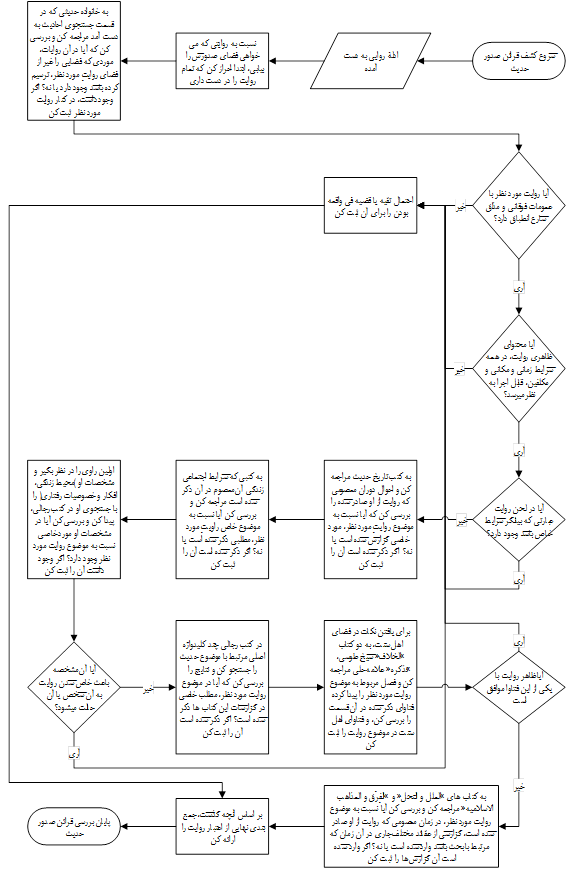 شروع کشف قرائن صدور
حدیث
ادلهٔ روایی به دست
آمده
نسبت به روایتی که می
خواهی فضای صدورش را
بیابی، ابتدا احراز کن که تمام
روایت را در دست داری
به خانواده حدیثی که در
قسمت جستجوی احادیث به
دست آمد مراجعه کن و بررسی
کن که آیا در آن روایات،
موردی که فضایی را غیر از
فضای روایت مورد نظر، ترسیم
کرده باشد وجود دارد یا نه؟ اگر
وجود داشت، در کنار روایت
مورد نظر ثبت کن
آیا روایت مورد نظر با
عمومات فوقانی و مذاق
شارع انطباق دارد؟
خیر
احتمال تقیه یا قضیه فی واقعه
بودن را برای آن ثبت کن
آری
آیا محتوای
ظاهری روایت، در همه
شرایط زمانی و مکانی و
مکلفین، قابل اجرا به
نظر میرسد؟
خیر
آری
آیا در لحن روایت
عبارتی که بیانگر شرایط
خاص باشد وجود دارد؟
خیر
آری
به کتاب تاریخ حدیث مراجعه
کن و احوال دوران معصومی
که روایت از او صادر شده را
بررسی کن که آیا نسبت به
موضوع روایت مورد نظر، مورد
خاصی گزارش شده است یا
نه؟ اگر ذکر شده است آن را
ثبت کن
به کتبی که شرایط اجتماعی
زندگی آن معصوم در آن ذکر
شده است مراجعه کن و
بررسی کن آیا نسبت به
موضوع خاص روایت مورد
نظر، مطلبی ذکر شده است یا
نه؟ اگر ذکر شده است آن را
ثبت کن
اولین راوی را در نظر بگیر و
مشخصات او )محیط زندگی،
افکار و خصوصیات رفتاری( را
با جستجوی او در کتب رجالی،
پیدا کن و بررسی کن آیا در
مشخصات او مورد خاصی
نسبت به موضوع روایت مورد
نظر وجود دارد؟ اگر وجود
داشت آن را ثبت کن
آیا آن مشخصه
باعث خاص شدن روایت
به آن شخص یا آن
حالت میشود؟
خیر
آری
در کتب رجالی چند کلیدواژه
اصلی مرتبط با موضوع حدیث
را جستجو کن و نتایج را
بررسی کن که آیا در موضوع
روایت مورد نظر، مطلب خاصی
در گزارشات این کتاب ها ذکر
شده است؟ اگر ذکر شده است
آن را ثبت کن
برای یافتن نکات در فضای
اهل سنت، به دو کتاب
»الخلاف« شیخ طوسی،
»تذکره« علامه حلی مراجعه
کن و فصل مربوط به موضوع
روایت مورد نظر را پیدا کرده
فتاوای ذکر شده در آن قسمت
را بررسی کن، و فتاوای اهل
سنت در موضوع روایت را ثبت
کن
آیا ظاهر روایت با
یکی از این فتاوا موافق
است
آری
خیر
به کتاب های »الملل و النحل« و »الفرق و المذاهب
الاسلامیه« مراجعه کن و بررسی کن آیا نسبت به موضوع
روایت مورد نظر، در زمان معصومی که روایت از او صادر
شده است، گزارشی از عقائد مختلف جاری در آن زمان که
مرتبط با بحث باشد وارد شده است یا نه؟ اگر وارد شده
است آن گزارش‌ها را ثبت کن
بر اساس آنچه گذشت، جمع
بندی نهایی از اعتبار روایت را
ارائه کن
پایان بررسی قرائن صدور
حدیث